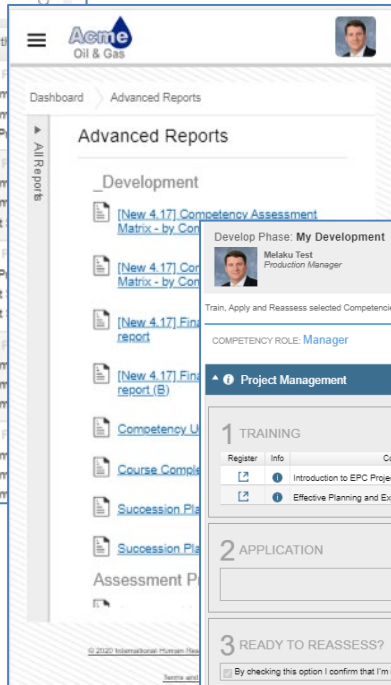 Acme
Oil & Gas
Dashboard
Advanced Reports
All Reports
Advanced Reports
_Development
[New 4.17] Competency Assessment
Matrix - by Con
[New 4.17] Con
Matrix - by Con
[New 4.17] Fina
report
[New 4.17] Fina
report (B)
Competency U
Course Comple
Succession Pla
Succession Pla
Assessment P
© 2020 International Human Res
Terms and
Develop Phase: My Development
Melaku Test
Production Manager
Train, Apply and Reassess selected Competencie
COMPETENCY ROLE: Manager
Project Management
1 TRAINING
Register Info Co
Introduction to EPC Projec
Effective Planning and Ex
2 APPLICATION
3 READY TO REASSESS?
By checking this option I confirm that I'm